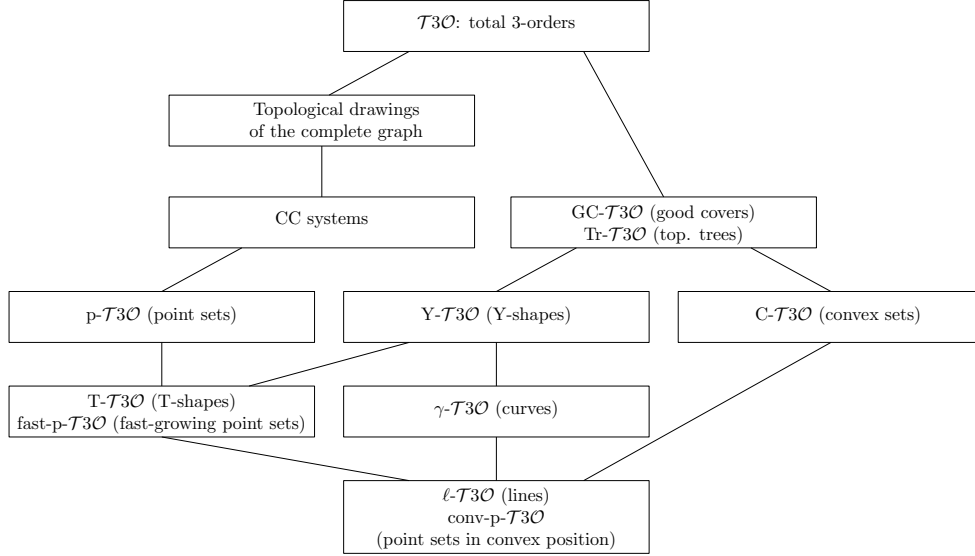 𝒯3𝒪: total 3-orders
Topological drawings
of the complete graph
CC systems
GC-𝒯3𝒪 (good covers)
Tr-𝒯3𝒪 (top. trees)
p-𝒯3𝒪 (point sets)
Y-𝒯3𝒪 (Y-shapes)
C-𝒯3𝒪 (convex sets)
T-𝒯3𝒪 (T-shapes)
fast-p-𝒯3𝒪 (fast-growing point sets)
γ-𝒯3𝒪 (curves)
ℓ-𝒯3𝒪 (lines)
conv-p-𝒯3𝒪
(point sets in convex position)